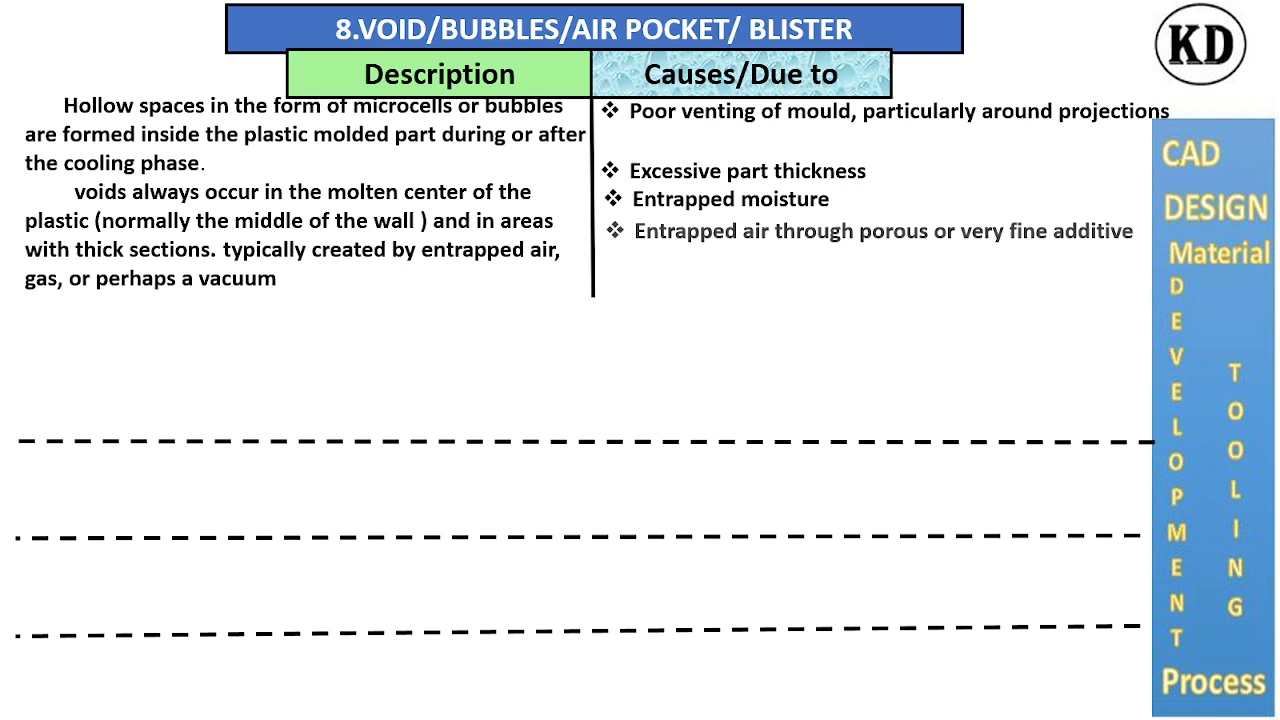 8.VOID/BUBBLES/AIR POCKET/ BLISTER
KD
Description
Causes/Due to
Hollow spaces in the form of microcells or bubbles
are formed inside the plastic molded part during or after
the cooling phase.
voids always occur in the molten center of the
plastic (normally the middle of the wall ) and in areas
with thick sections. typically created by entrapped air,
gas, or perhaps a vacuum
❖ Poor venting of mould, particularly around projections
❖ Excessive part thickness
❖ Entrapped moisture
❖ Entrapped air through porous or very fine additive
CAD
DESIGN
Material
DEVELOPMENT
TOOLING
Process